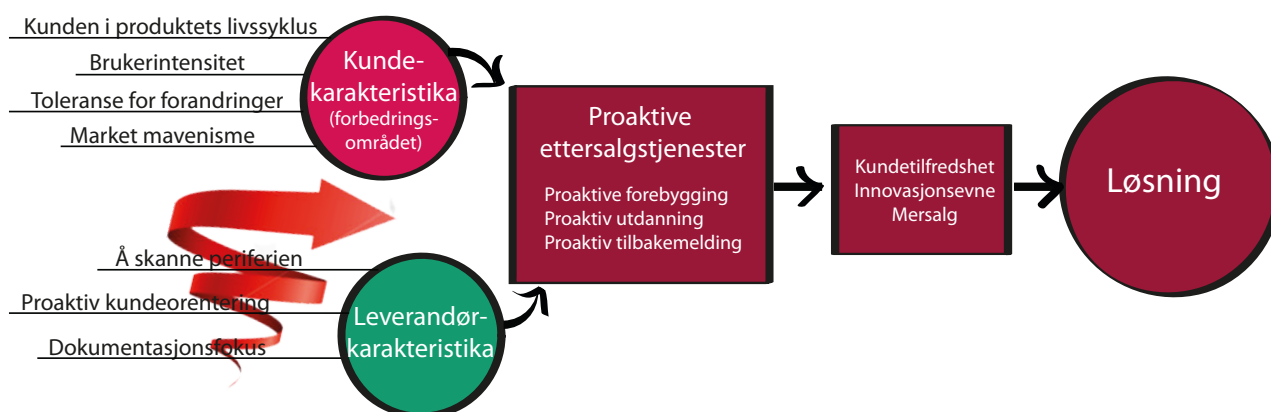 Kunden i produktets livssyklus
Brukerintensitet
Toleranse for forandringer
Market mavenisme
Kunde-
karakteristika
(forbedrings-
området)
Å skanne periferien
Proaktiv kundeorentering
Dokumentasjonsfokus
Leverandør-
karakteristika
Proaktive
ettersalgstjenester
Proaktive forebygging
Proaktiv utdanning
Proaktiv tilbakemelding
Kundetilfredshet
Innovasjonsevne
Mersalg
Løsning